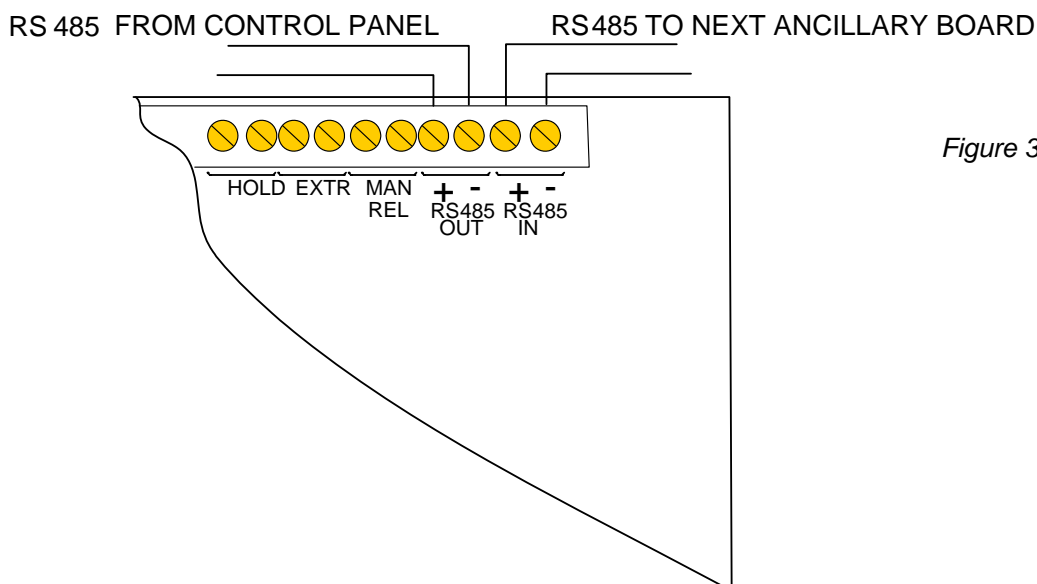 RS 485 FROM CONTROL PANEL
RS485 TO NEXT ANCILLARY BOARD
Figure 3
HOLD EXTR MAN REL
+ - RS485 OUT
+ - RS485 IN